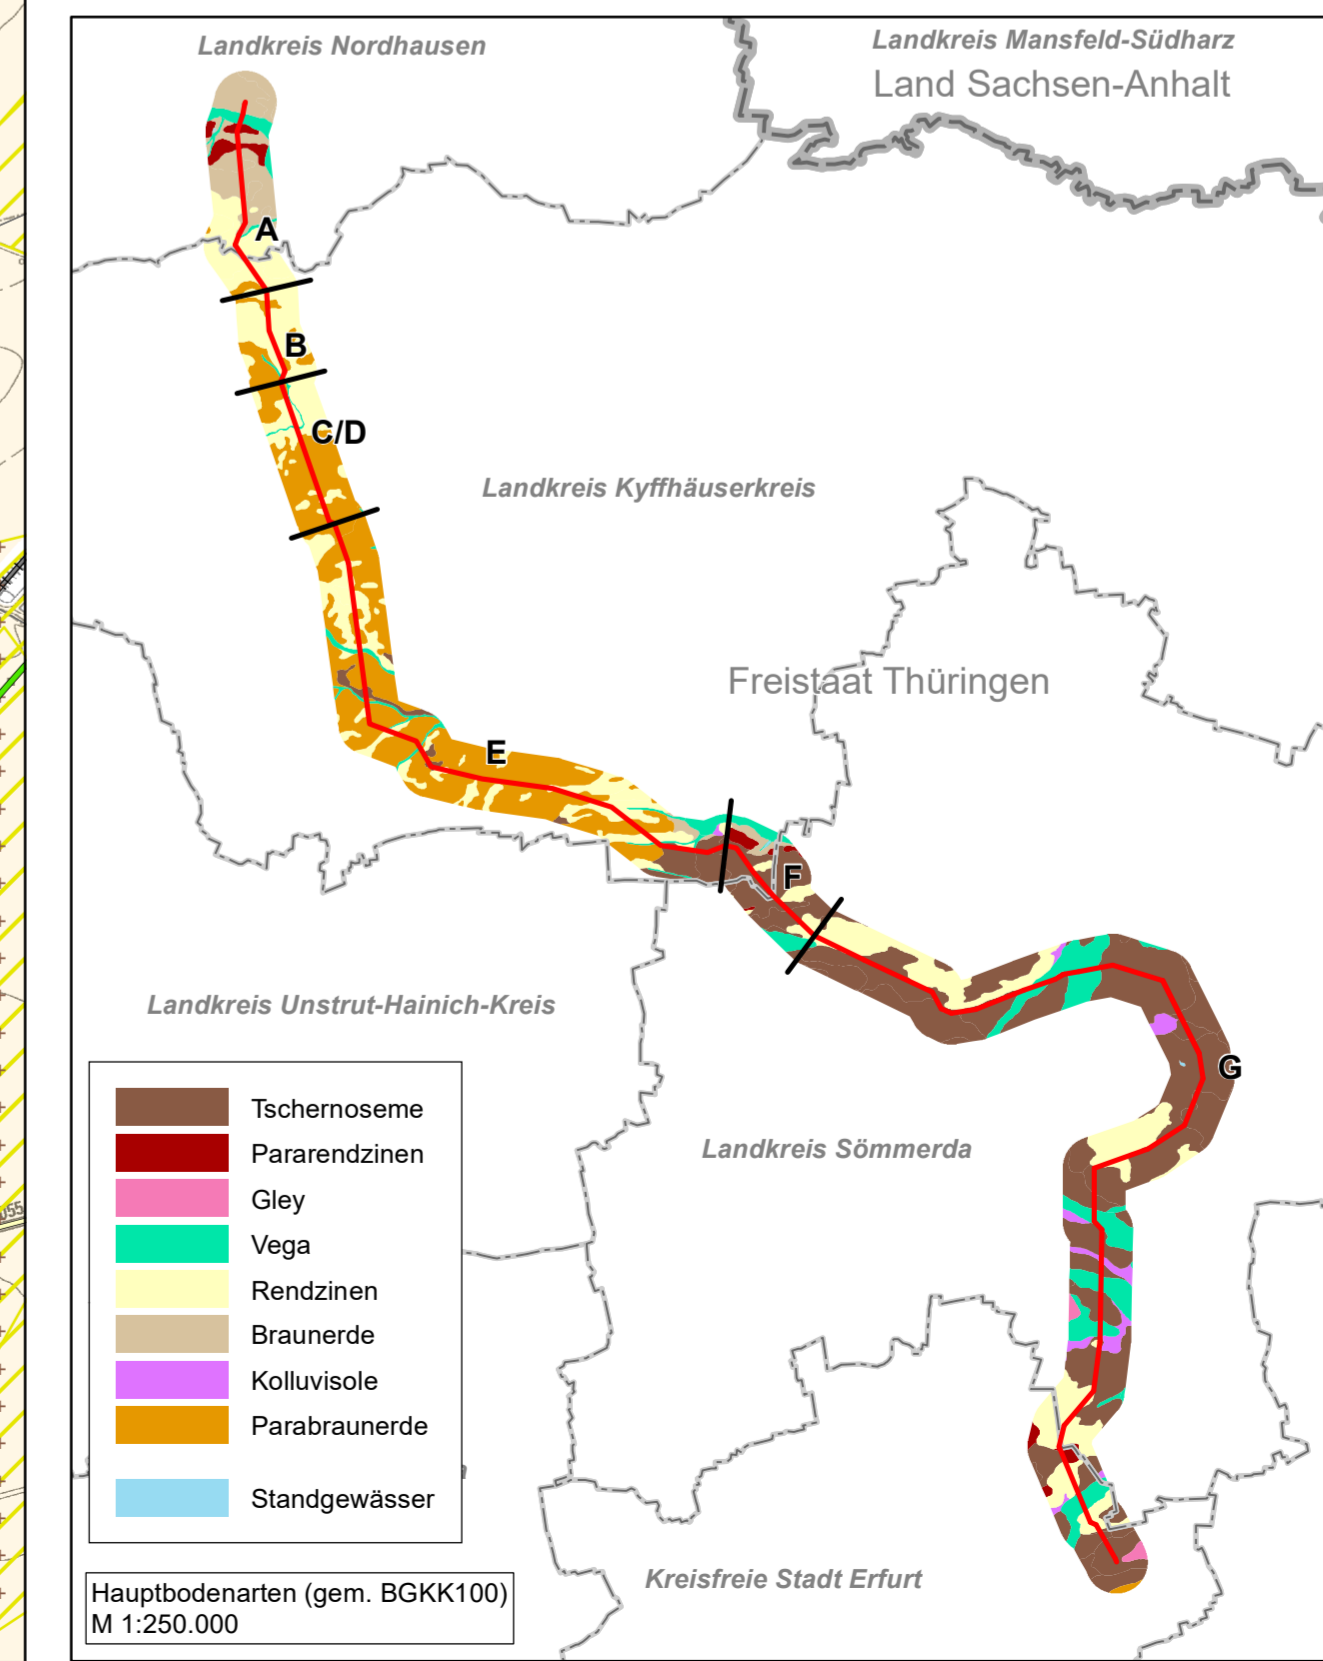 Landkreis Nordhausen
Landkreis Mansfeld-Südharz
Land Sachsen-Anhalt
A
B
C/D
Landkreis Kyffhäuserkreis
Freistaat Thüringen
E
F
Landkreis Unstrut-Hainich-Kreis
G
Landkreis Sömmerda
Tschernoseme
Pararendzinen
Gley
Vega
Rendzinen
Braunerde
Kolluvisole
Parabraunerde
Standgewässer
Kreisfreie Stadt Erfurt
Hauptbodenarten (gem. BGKK100)
M 1:250.000